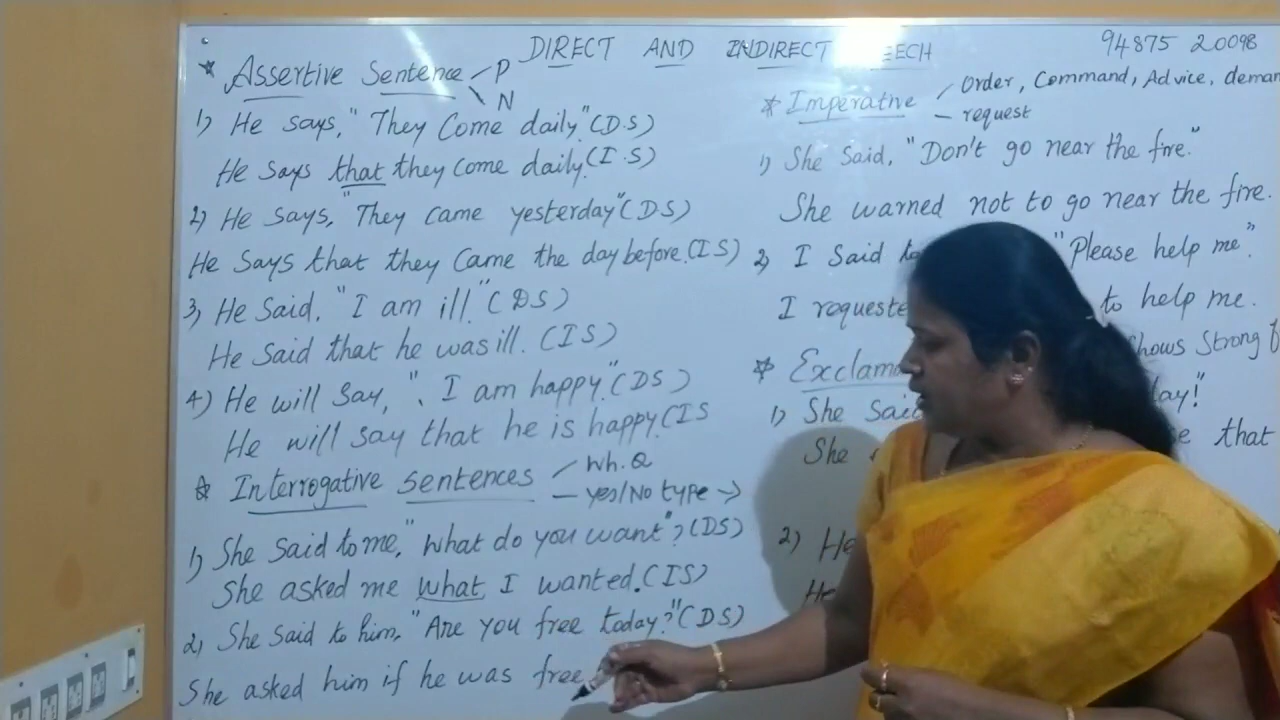 DIRECT AND INDIRECT EECH
94875 20098
* Assertive Sentence P
N
1) He says, "They Come daily." (D.S)
He says that they come daily. (I.S)
2) He says, "They came yesterday" (DS)
He says that they came the day before. (IS)
3) He said, "I am ill." (DS)
He said that he was ill. (IS)
4) He will say, ". I am happy." (DS)
He will say that he is happy. (IS
* Interrogative sentences Wh. Q
yes/No type →
1) She said to me, "What do you want"? (DS)
She asked me what I wanted. (IS)
2) She said to him, "Are you free today?" (DS)
She asked him if he was free
* Imperative Order, Command, Advice, deman
request
1) She said, "Don't go near the fire."
She warned not to go near the fire.
2) I said to "Please help me".
I requeste to help me.
* Exclama Shows Strong
1) She said ay!"
She that
2) He
He